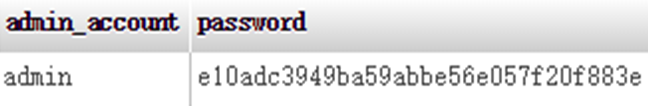 admin_account password
admin e10adc3949ba59abbe56e057f20f883e